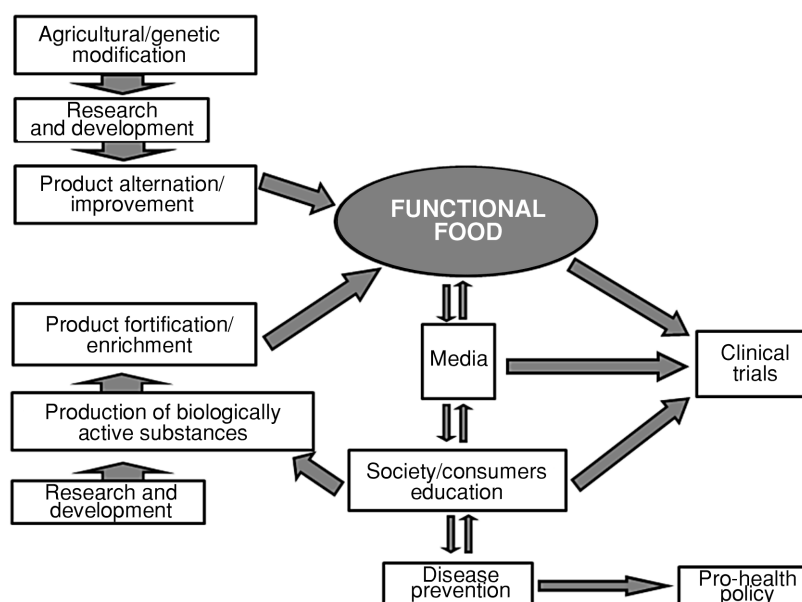 Agricultural/genetic
modification
Research
and development
Product alternation/
improvement
FUNCTIONAL
FOOD
Product fortification/
enrichment
Media
Clinical
trials
Production of biologically
active substances
Society/consumers
education
Research and
development
Disease
prevention
Pro-health
policy